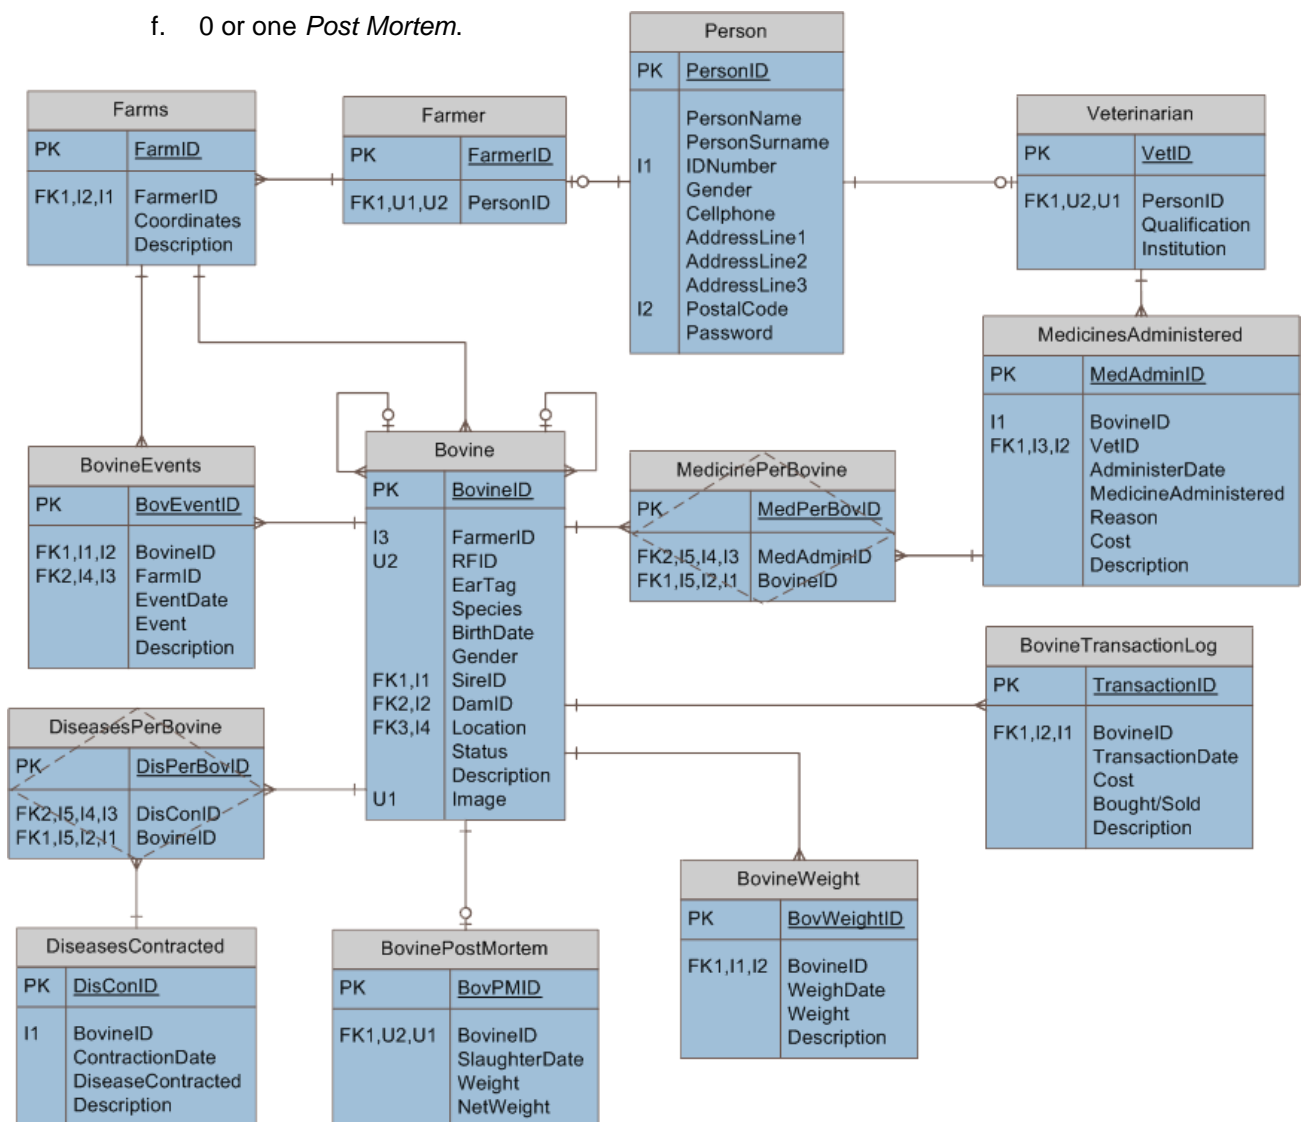 f. 0 or one Post Mortem.
Person
PK PersonID
PersonName
PersonSurname
I1 IDNumber
Gender
Cellphone
AddressLine1
AddressLine2
AddressLine3
I2 PostalCode
Password
Farms
PK FarmID
FK1,I2,I1 FarmerID
Coordinates
Description
Farmer
PK FarmerID
FK1,U1,U2 PersonID
Veterinarian
PK VetID
FK1,U2,U1 PersonID
Qualification
Institution
MedicinesAdministered
PK MedAdminID
I1 BovineID
FK1,I3,I2 VetID
AdministerDate
MedicineAdministered
Reason
Cost
Description
BovineEvents
PK BovEventID
FK1,I1,I2 BovineID
FK2,I4,I3 FarmID
EventDate
Event
Description
Bovine
PK BovineID
I3 FarmerID
U2 RFID
EarTag
Species
BirthDate
Gender
FK1,I1 SireID
FK2,I2 DamID
FK3,I4 Location
Status
Description
U1 Image
MedicinePerBovine
PK MedPerBovID
FK2,I5,I4,I3 MedAdminID
FK1,I5,I2,I1 BovineID
BovineTransactionLog
PK TransactionID
FK1,I2,I1 BovineID
TransactionDate
Cost
Bought/Sold
Description
DiseasesPerBovine
PK DisPerBovID
FK2,I5,I4,I3 DisConID
FK1,I5,I2,I1 BovineID
BovineWeight
PK BovWeightID
FK1,I1,I2 BovineID
WeighDate
Weight
Description
DiseasesContracted
PK DisConID
I1 BovineID
ContractionDate
DiseaseContracted
Description
BovinePostMortem
PK BovPMID
FK1,U2,U1 BovineID
SlaughterDate
Weight
NetWeight